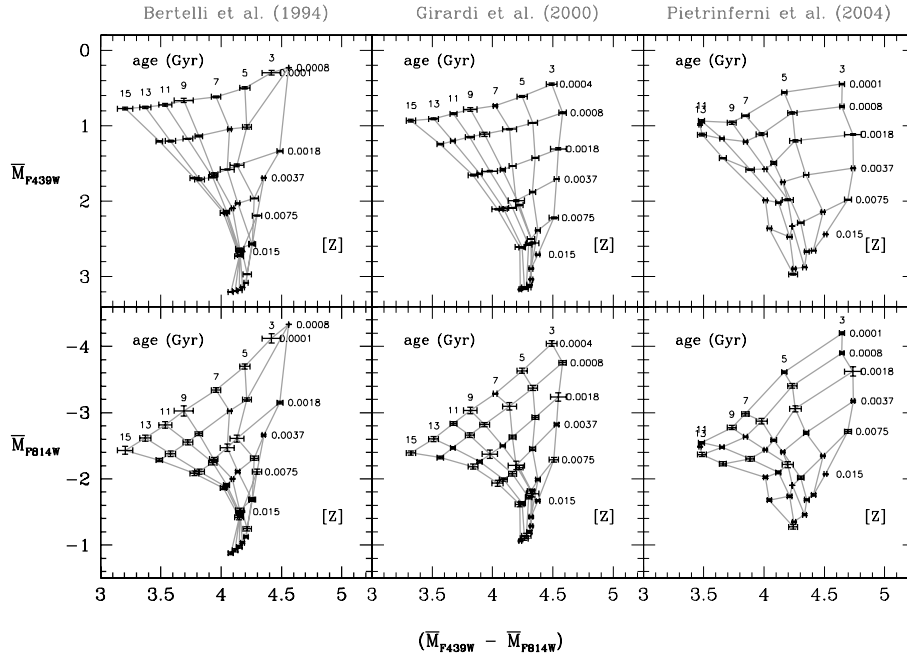 Bertelli et al. (1994) Girardi et al. (2000) Pietrinferni et al. (2004)
0
1
2
3
M̅F439W
age (Gyr)
15 13 11 9 7 5 3
0.0001
0.0008
0.0018
0.0037
0.0075
0.015
[Z]
age (Gyr)
15 13 11 9 7 5 3
0.0004
0.0008
0.0018
0.0037
0.0075
0.015
[Z]
age (Gyr)
11
13
9 7 5 3
0.0001
0.0008
0.0018
0.0037
0.0075
0.015
[Z]
−4
−3
−2
−1
M̅F814W
age (Gyr)
15 13 11 9 7 5 3
0.0008
0.0001
0.0018
0.0037
0.0075
0.015
[Z]
age (Gyr)
15 13 11 9 7 5 3
0.0004
0.0008
0.0018
0.0037
0.0075
0.015
[Z]
age (Gyr)
11
13
9 7 5 3
0.0001
0.0008
0.0018
0.0037
0.0075
0.015
[Z]
3 3.5 4 4.5 5 3 3.5 4 4.5 5 3 3.5 4 4.5 5
(M̅F439W − M̅F814W)